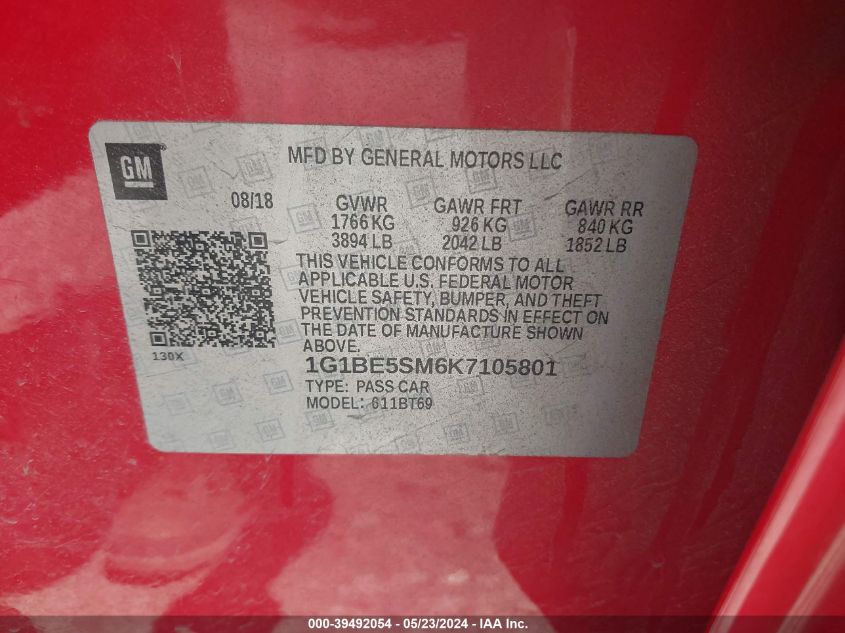 GM
MFD BY GENERAL MOTORS LLC
08/18
GVWR GAWR FRT GAWR RR
1766 KG 926 KG 840 KG
3894 LB 2042 LB 1852 LB
THIS VEHICLE CONFORMS TO ALL
APPLICABLE U.S. FEDERAL MOTOR
VEHICLE SAFETY, BUMPER, AND THEFT
PREVENTION STANDARDS IN EFFECT ON
THE DATE OF MANUFACTURE SHOWN
ABOVE.
130X
1G1BE5SM6K7105801
TYPE: PASS CAR
MODEL: 611BT69
000-39492054 - 05/23/2024 - IAA Inc.